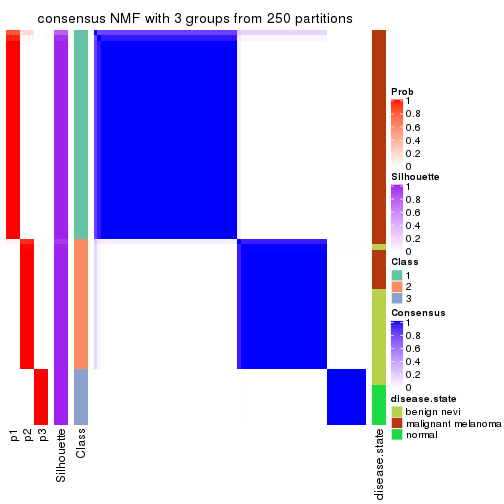 consensus NMF with 3 groups from 250 partitions
Prob
1
0.8
0.6
0.4
0.2
0
Silhouette
1
0.8
0.6
0.4
0.2
0
Class
1
2
3
Consensus
1
0.8
0.6
0.4
0.2
0
disease.state
benign nevi
malignant melanoma
normal
p1
p2
p3
Silhouette
Class
disease.state